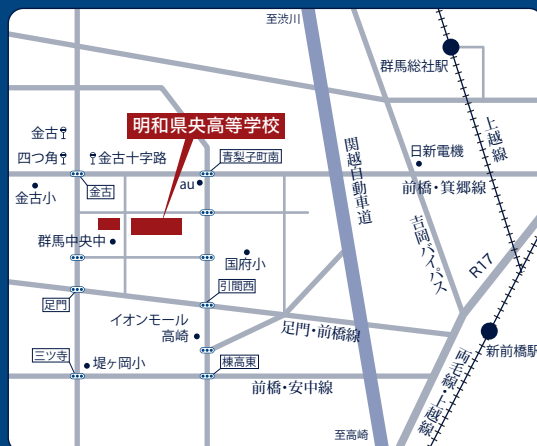 至渋川
群馬総社駅
明和県央高等学校
金古
四つ角
金古十字路
青梨子町南
関越自動車道
日新電機
上越線
金古小
金古
au
前橋・箕郷線
群馬中央中
国府小
吉岡バイパス
R17
足門
引間西
イオンモール
高崎
足門・前橋線
新前橋駅
三ツ寺
堤ヶ岡小
棟高東
前橋・安中線
両毛線・上越線
至高崎